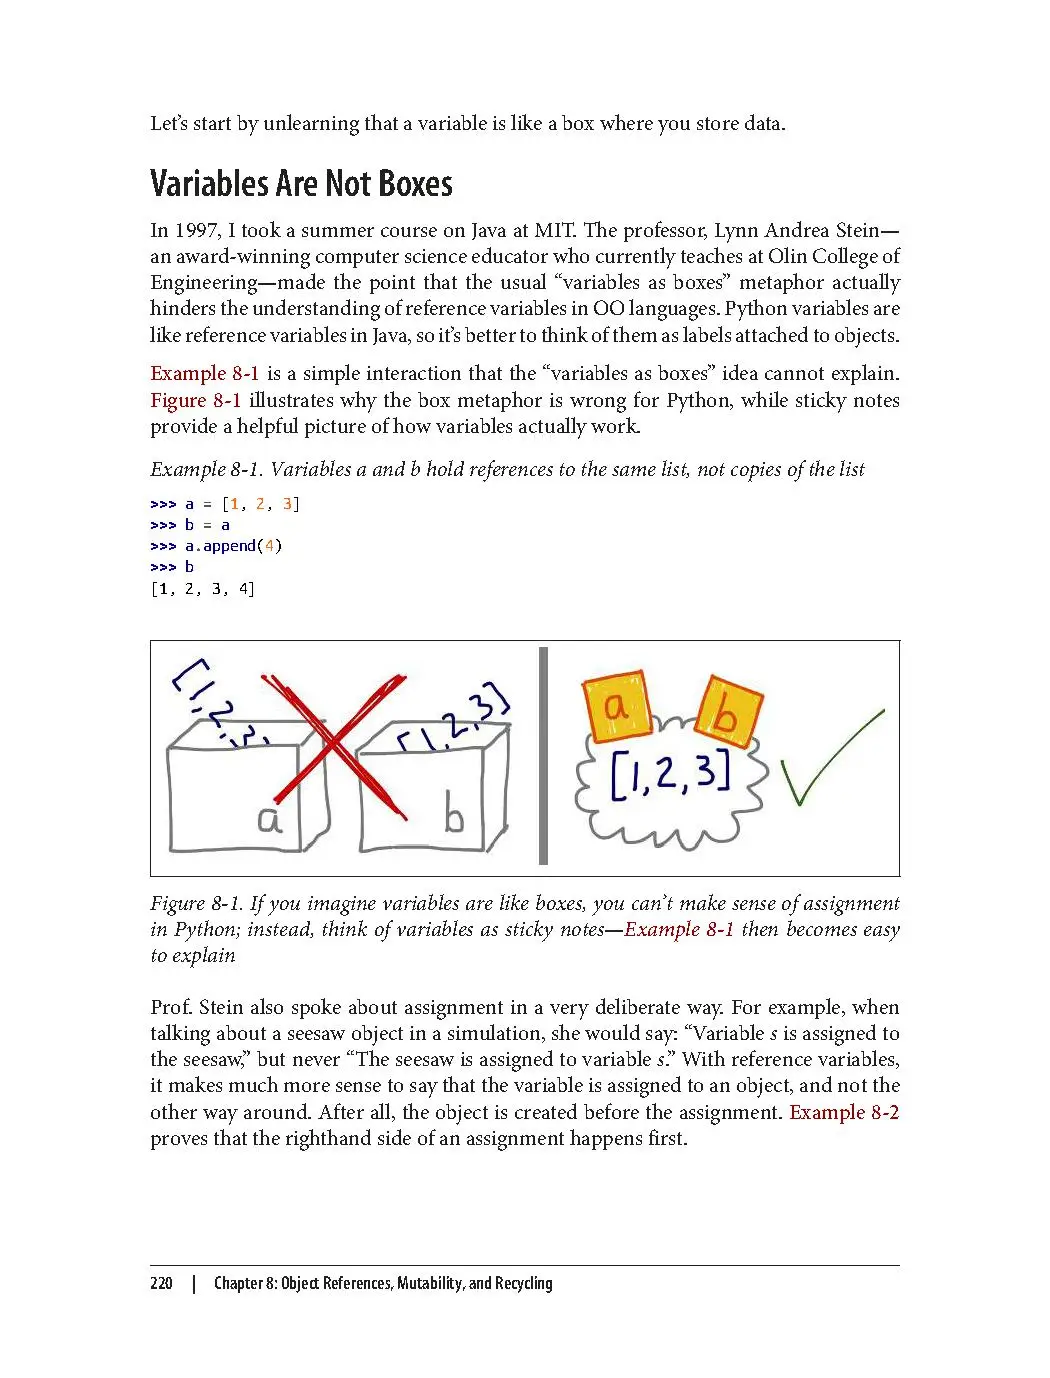 Let’s start by unlearning that a variable is like a box where you store data.
Variables Are Not Boxes
In 1997, I took a summer course on Java at MIT. The professor, Lynn Andrea Stein—
an award-winning computer science educator who currently teaches at Olin College of
Engineering—made the point that the usual “variables as boxes” metaphor actually
hinders the understanding of reference variables in OO languages. Python variables are
like reference variables in Java, so it’s better to think of them as labels attached to objects.
Example 8-1 is a simple interaction that the “variables as boxes” idea cannot explain.
Figure 8-1 illustrates why the box metaphor is wrong for Python, while sticky notes
provide a helpful picture of how variables actually work.
Example 8-1. Variables a and b hold references to the same list, not copies of the list
>>> a = [1, 2, 3]
>>> b = a
>>> a.append(4)
>>> b
[1, 2, 3, 4]
[1, 2,
a
[1, 2, 3]
b
a
b
[1, 2, 3]
Figure 8-1. If you imagine variables are like boxes, you can’t make sense of assignment
in Python; instead, think of variables as sticky notes—Example 8-1 then becomes easy
to explain
Prof. Stein also spoke about assignment in a very deliberate way. For example, when
talking about a seesaw object in a simulation, she would say: “Variable s is assigned to
the seesaw,” but never “The seesaw is assigned to variable s.” With reference variables,
it makes much more sense to say that the variable is assigned to an object, and not the
other way around. After all, the object is created before the assignment. Example 8-2
proves that the righthand side of an assignment happens first.
220 | Chapter 8: Object References, Mutability, and Recycling